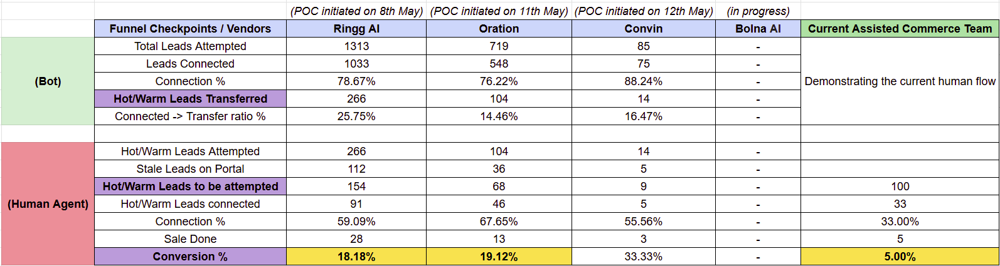 (POC initiated on 8th May) (POC initiated on 11th May) (POC initiated on 12th May) (in progress)
Funnel Checkpoints / Vendors Ringg AI Oration Convin Bolna AI Current Assisted Commerce Team
(Bot)
Total Leads Attempted 1313 719 85 -
Leads Connected 1033 548 75 -
Connection % 78.67% 76.22% 88.24% - Demonstrating the current human flow
Hot/Warm Leads Transferred 266 104 14 -
Connected -> Transfer ratio % 25.75% 14.46% 16.47% -
(Human Agent)
Hot/Warm Leads Attempted 266 104 14 -
Stale Leads on Portal 112 36 5 -
Hot/Warm Leads to be attempted 154 68 9 - 100
Hot/Warm Leads connected 91 46 5 - 33
Connection % 59.09% 67.65% 55.56% - 33.00%
Sale Done 28 13 3 - 5
Conversion % 18.18% 19.12% 33.33% - 5.00%